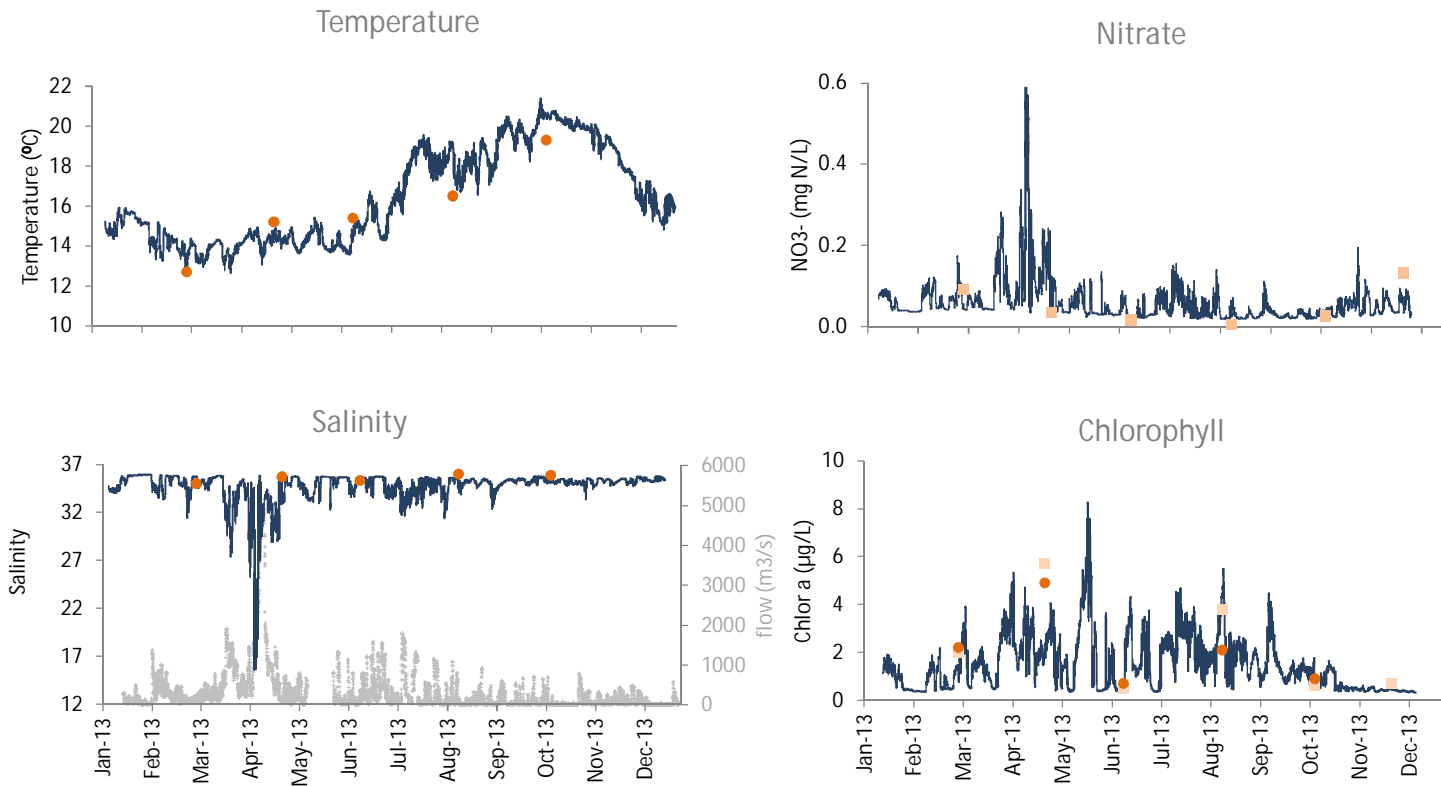 Temperature
Temperature (ºC)
22
20
18
16
14
12
10
Nitrate
NO3- (mg N/L)
0.6
0.4
0.2
0.0
Salinity
Salinity
37
32
27
22
17
12
flow (m3/s)
6000
5000
4000
3000
2000
1000
0
Jan-13
Feb-13
Mar-13
Apr-13
May-13
Jun-13
Jul-13
Aug-13
Sep-13
Oct-13
Nov-13
Dec-13
Chlorophyll
Chlor a (µg/L)
10
8
6
4
2
0
Jan-13
Feb-13
Mar-13
Apr-13
May-13
Jun-13
Jul-13
Aug-13
Sep-13
Oct-13
Nov-13
Dec-13